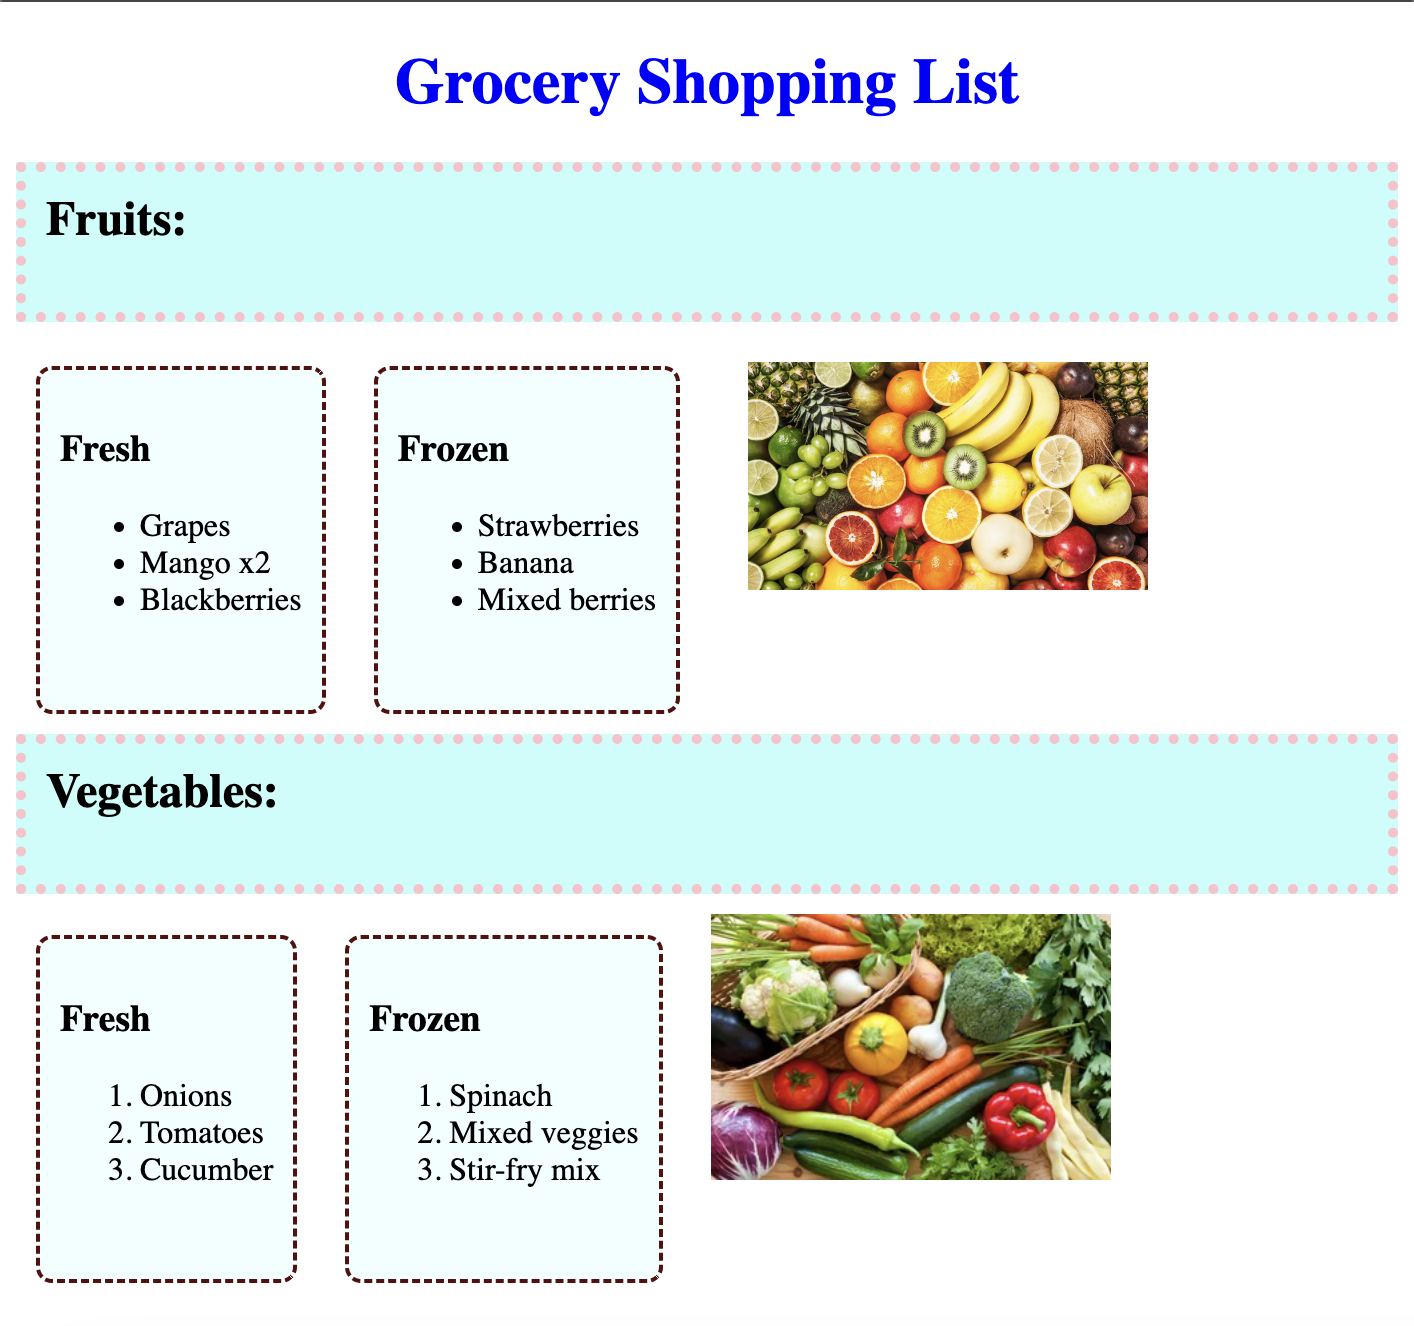 Grocery Shopping List
Fruits:
Fresh
• Grapes
• Mango x2
• Blackberries
Frozen
• Strawberries
• Banana
• Mixed berries
Vegetables:
Fresh
1. Onions
2. Tomatoes
3. Cucumber
Frozen
1. Spinach
2. Mixed veggies
3. Stir-fry mix